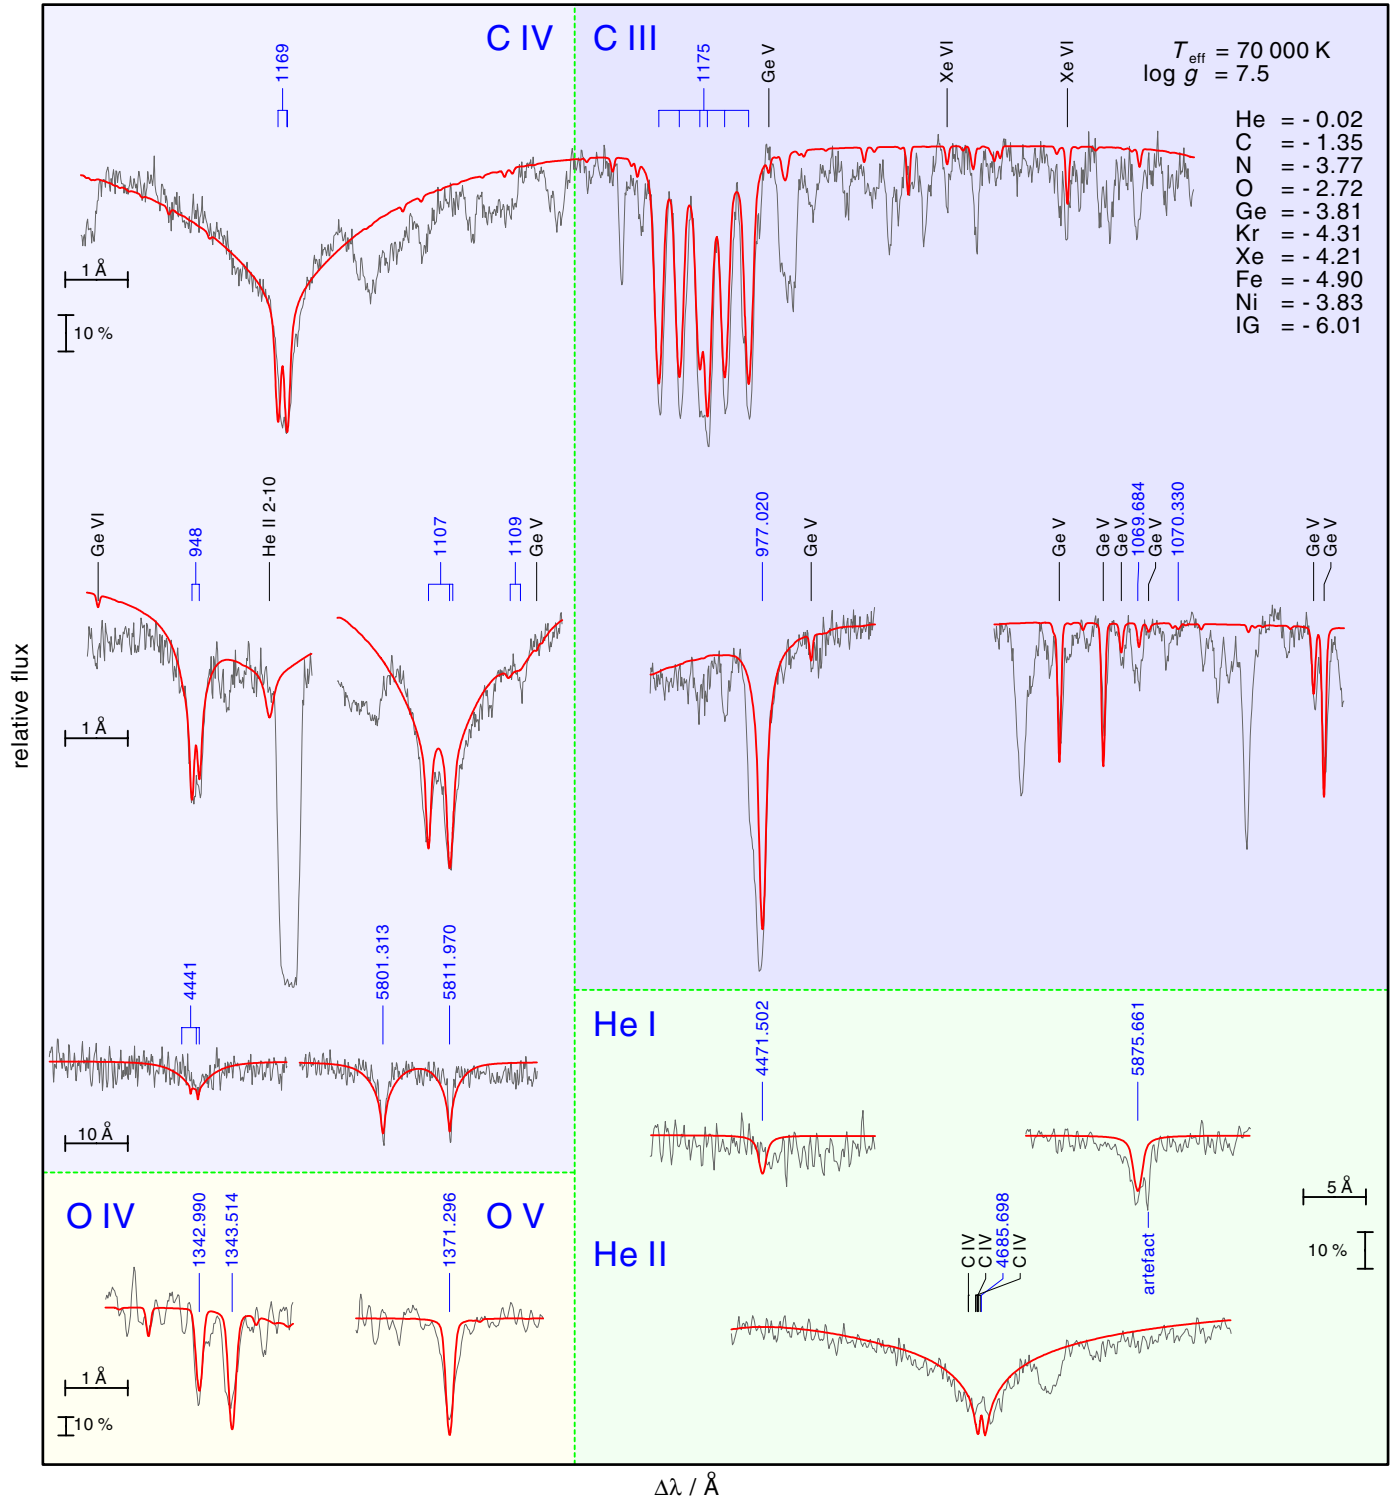 C IV
C III
1169
1175
Ge V
Xe VI
Xe VI
T eff = 70 000 K
log g = 7.5
He = - 0.02
C = - 1.35
N = - 3.77
O = - 2.72
Ge = - 3.81
Kr = - 4.31
Xe = - 4.21
Fe = - 4.90
Ni = - 3.83
IG = - 6.01
1 Å
10 %
Ge VI
948
He II 2-10
1107
1109
Ge V
977.020
Ge V
Ge V
Ge V
Ge V
1069.684
Ge V
1070.330
Ge V
Ge V
relative flux
1 Å
4441
5801.313
5811.970
10 Å
He I
4471.502
5875.661
5 Å
10 %
artefact
O IV
O V
1342.990
1343.514
1371.296
1 Å
10 %
He II
C IV
C IV
4685.698
C IV
Δλ / Å